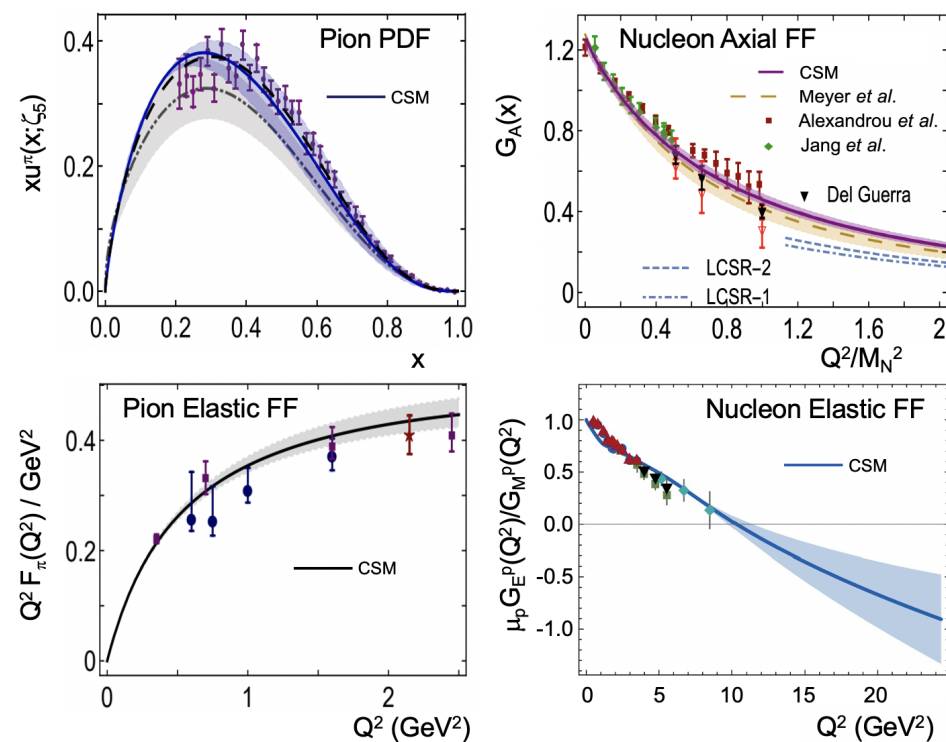 Pion PDF
CSM
xu^π(x;ζ₅₅)
0.4
0.2
0.0
0.0 0.2 0.4 0.6 0.8 1.0
x
Nucleon Axial FF
CSM
Meyer et al.
Alexandrou et al.
Jang et al.
Del Guerra
LCSR−2
LCSR−1
G_A(x)
1.2
0.8
0.4
0
0 0.4 0.8 1.2 1.6 2
Q²/M_N²
Pion Elastic FF
CSM
Q² F_π(Q²) / GeV²
0.4
0.2
0
0 1 2
Q² (GeV²)
Nucleon Elastic FF
CSM
μ_pG_E^p(Q²)/G_M^p(Q²)
1.0
0.5
0.0
-0.5
-1.0
0 5 10 15 20
Q² (GeV²)